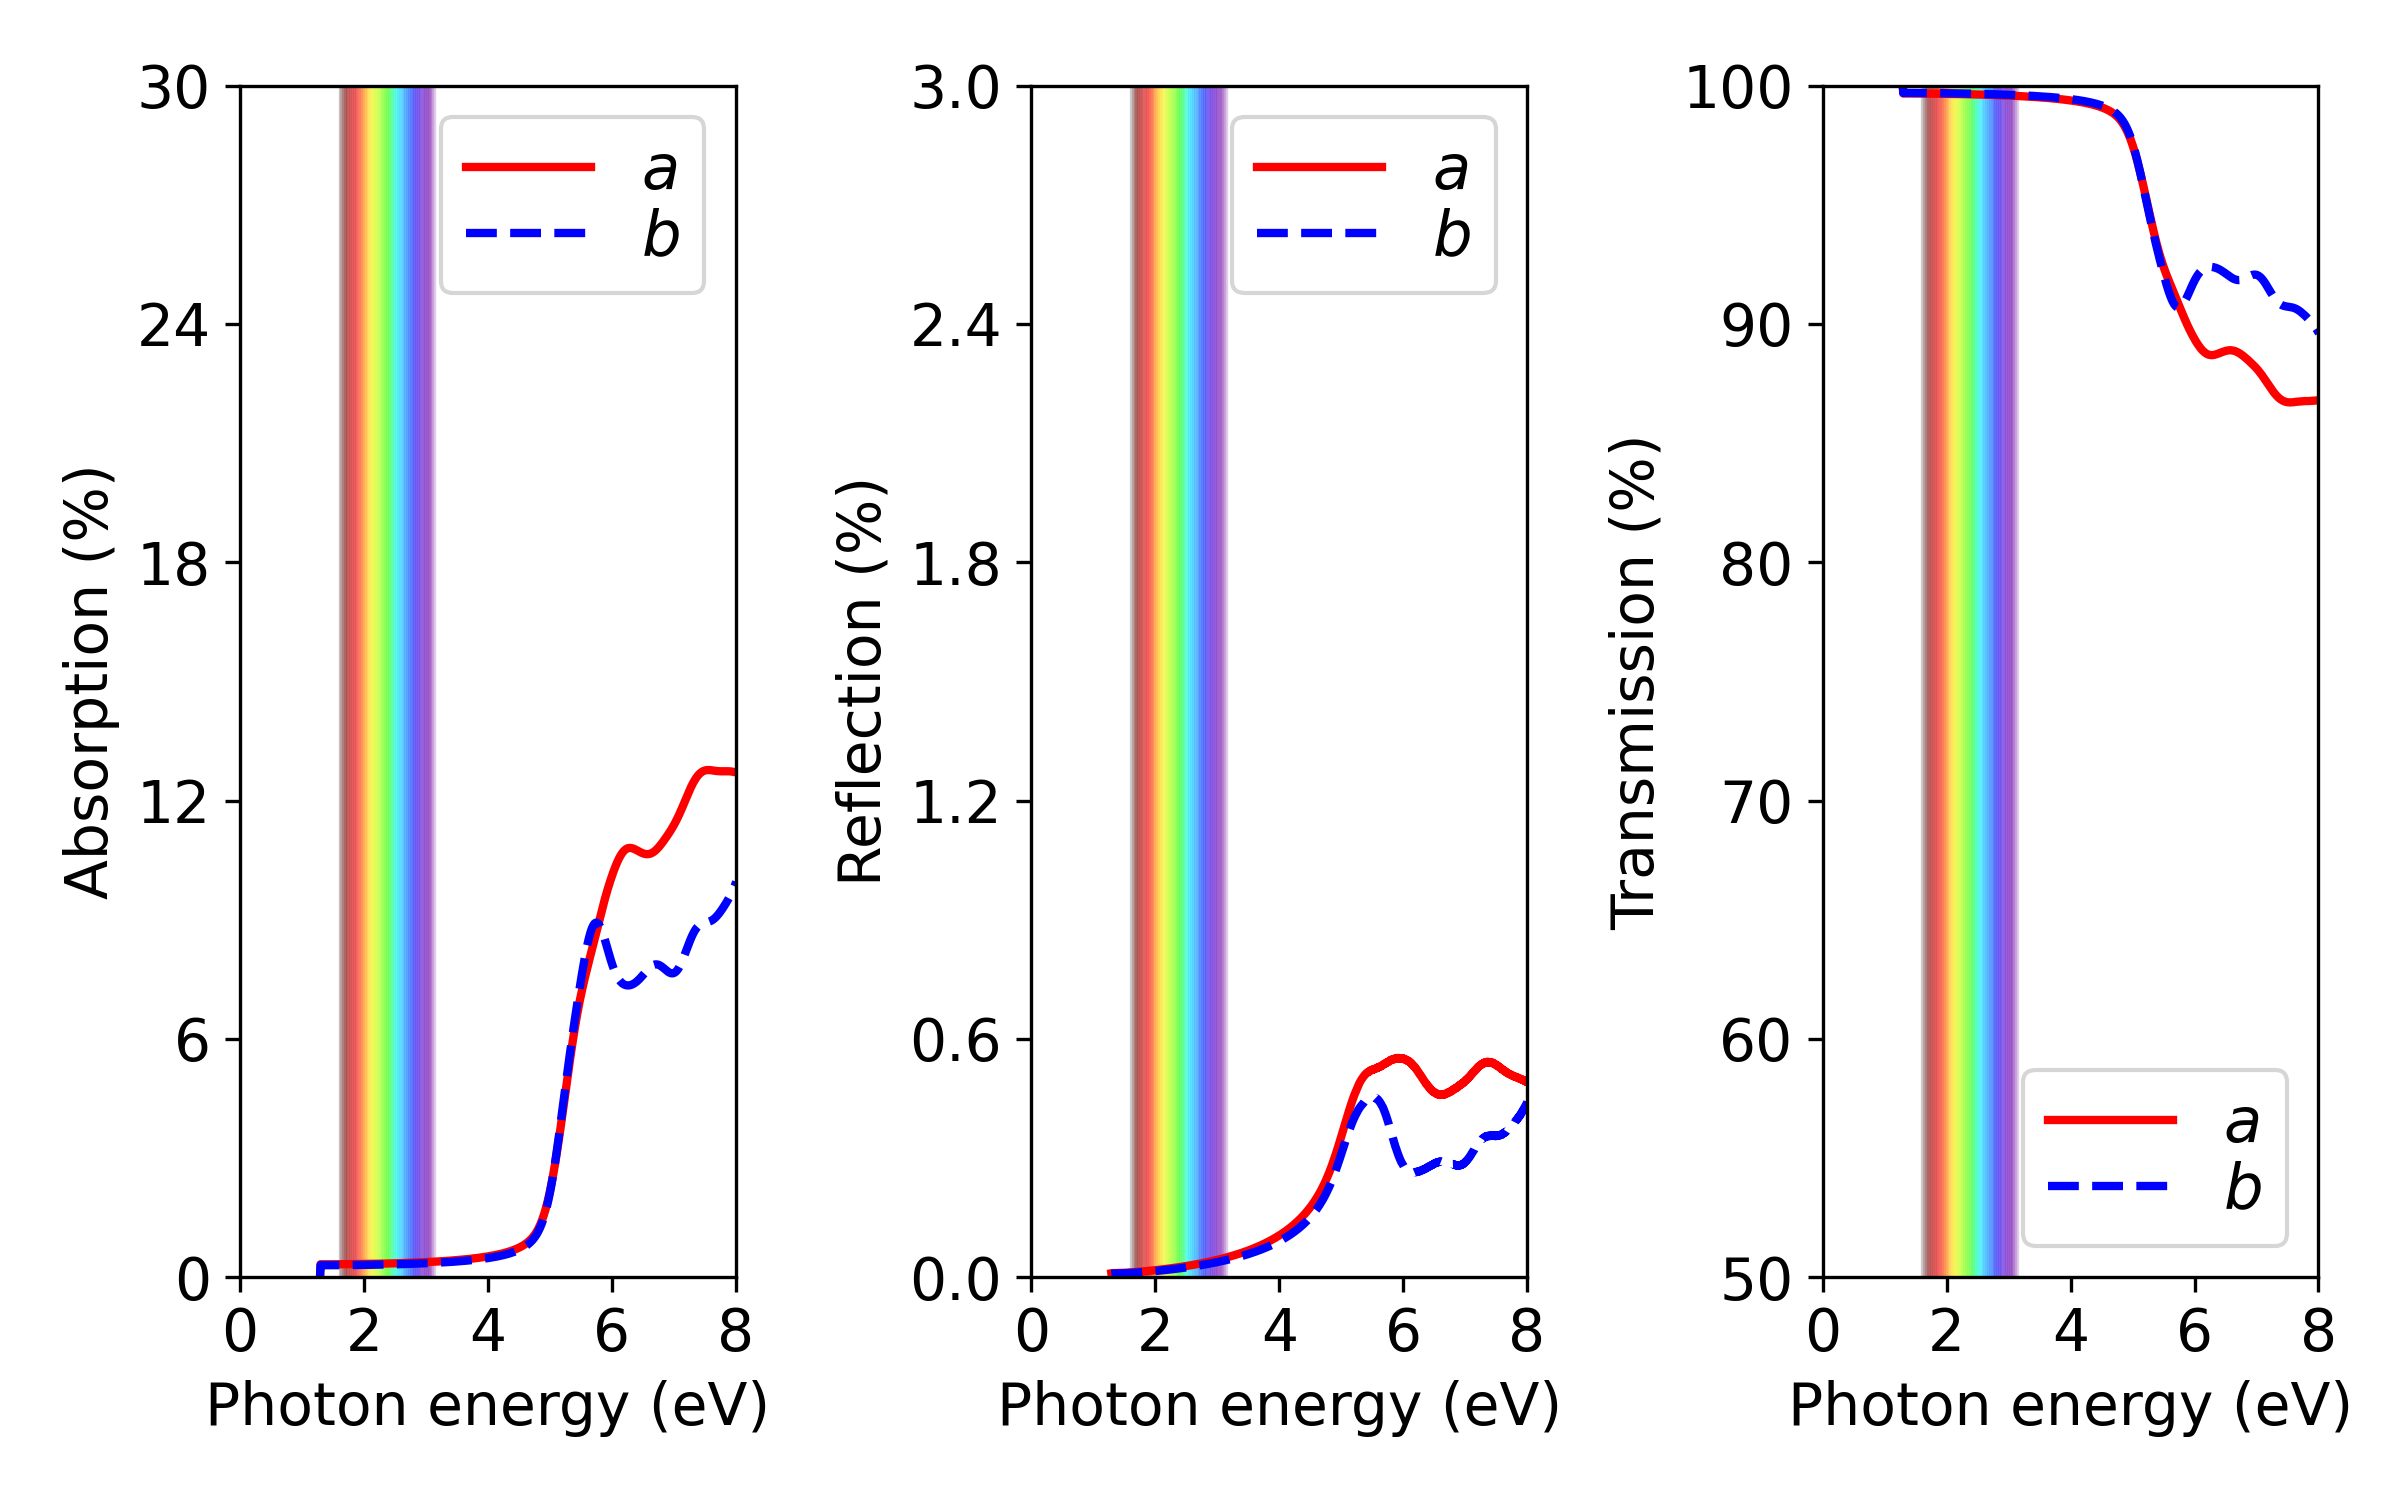 30
24
18
12
6
0
Absorption (%)
a
b
0 2 4 6 8
Photon energy (eV)
3.0
2.4
1.8
1.2
0.6
0.0
Reflection (%)
a
b
0 2 4 6 8
Photon energy (eV)
100
90
80
70
60
50
Transmission (%)
a
b
0 2 4 6 8
Photon energy (eV)